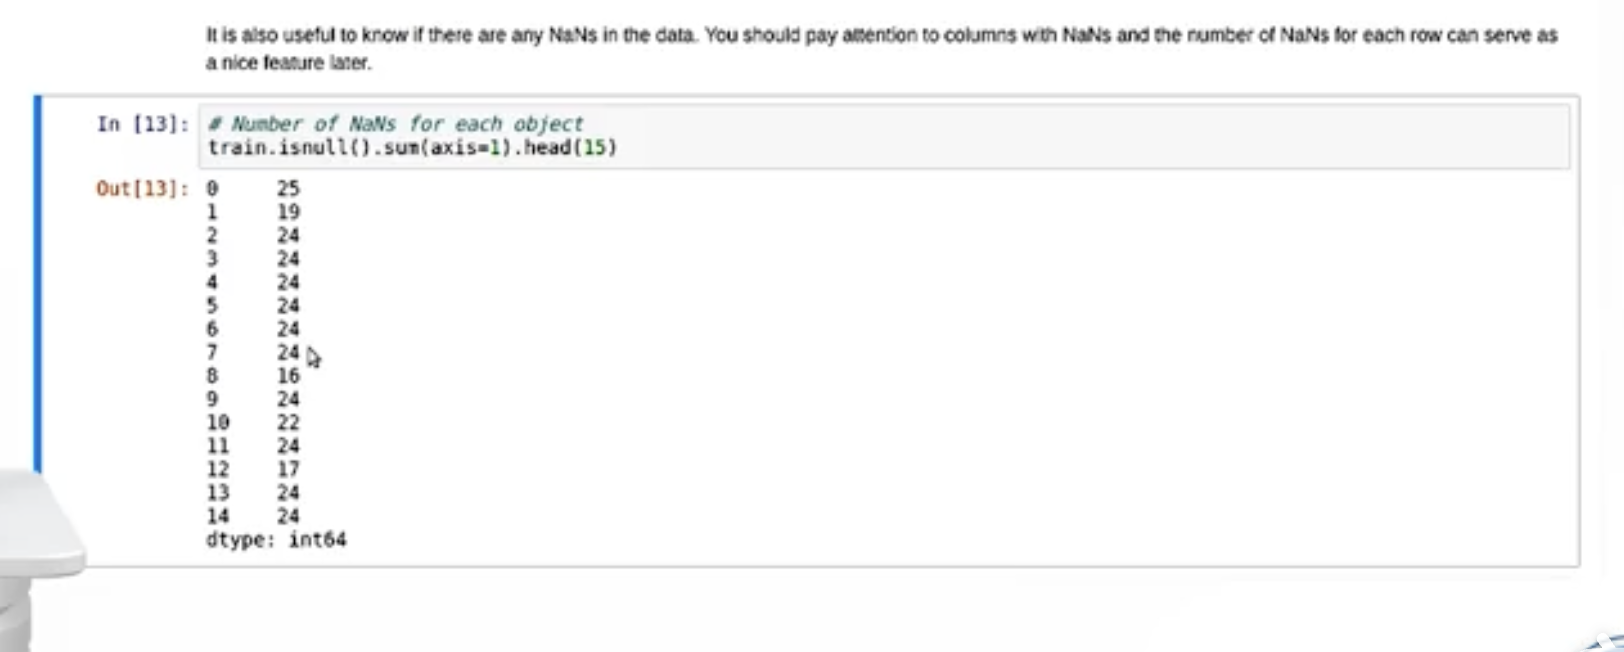 It is also useful to know if there are any NaNs in the data. You should pay attention to columns with NaNs and the number of NaNs for each row can serve as
a nice feature later.
In [13]: # Number of NaNs for each object
train.isnull().sum(axis=1).head(15)
Out[13]: 0 25
1 19
2 24
3 24
4 24
5 24
6 24
7 24
8 16
9 24
10 22
11 24
12 17
13 24
14 24
dtype: int64